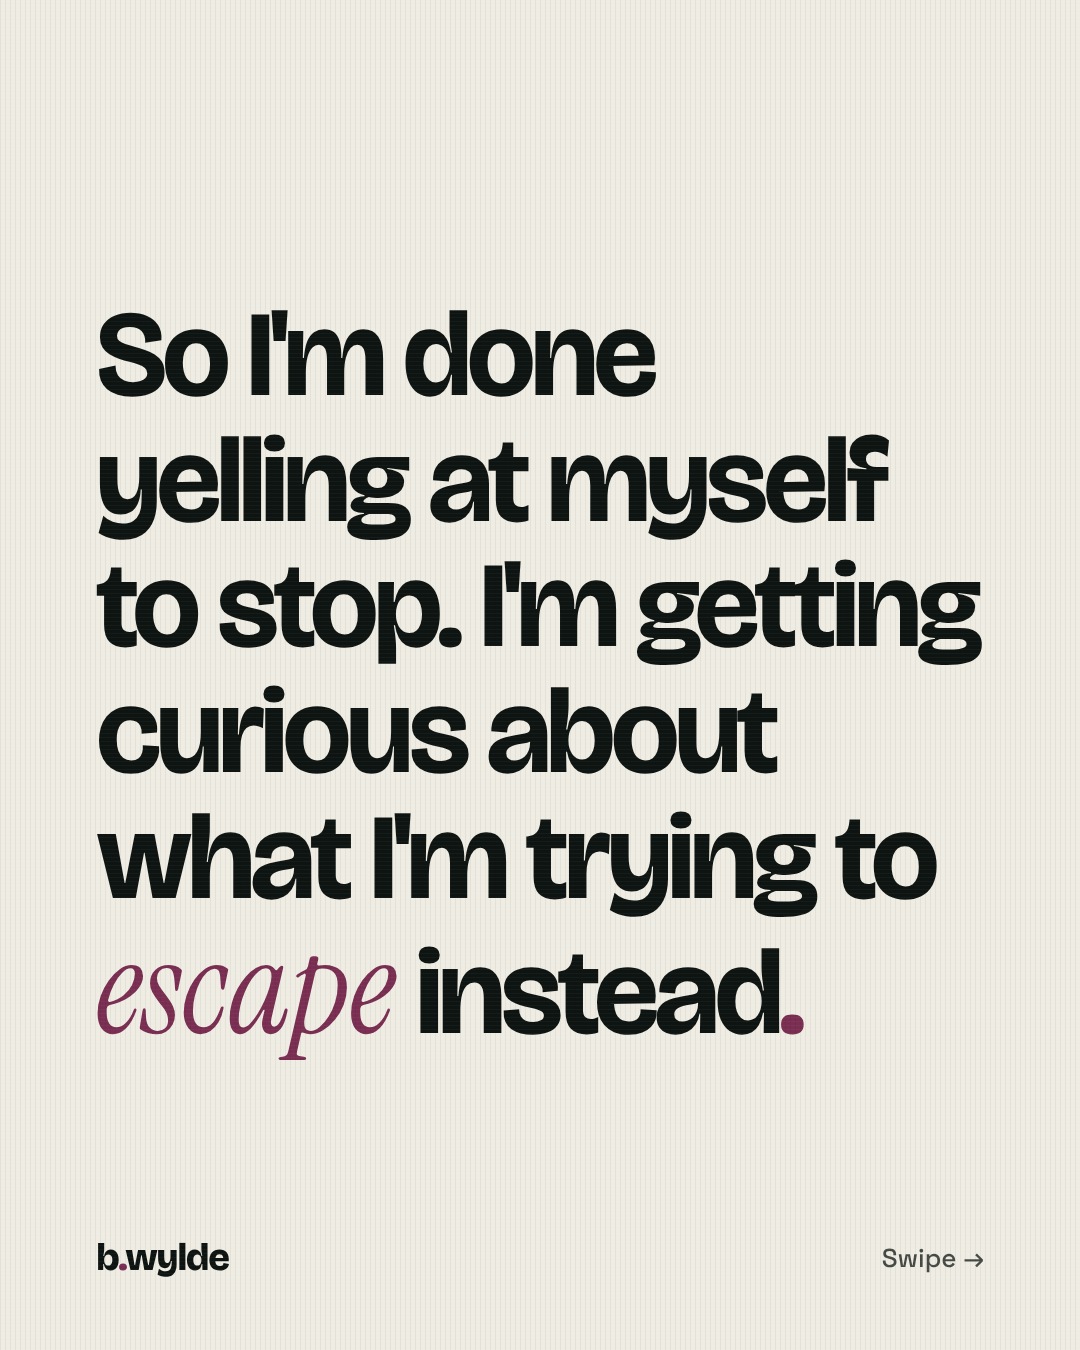 So I'm done
yelling at myself
to stop. I'm getting
curious about
what I'm trying to
escape instead.
b.wylde
Swipe →